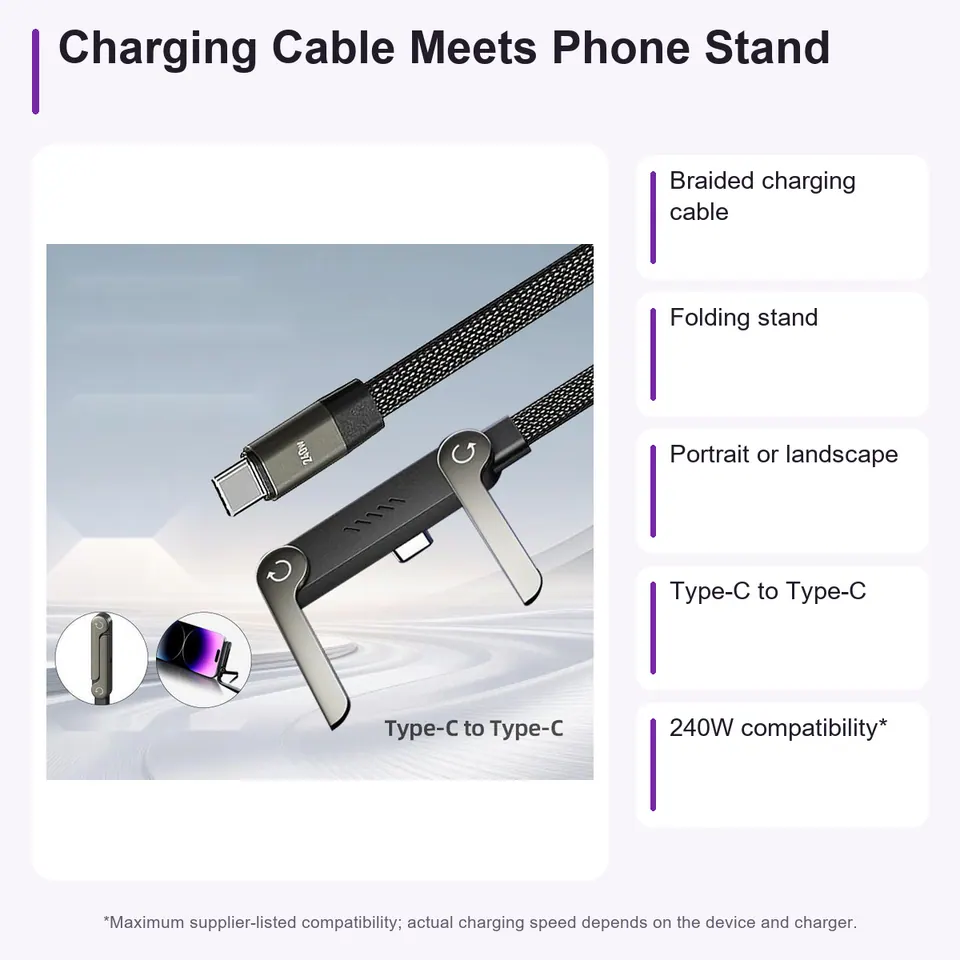 Charging Cable Meets Phone Stand
Braided charging
cable
Folding stand
Portrait or landscape
Type-C to Type-C
240W compatibility*
240W
Type-C to Type-C
*Maximum supplier-listed compatibility; actual charging speed depends on the device and charger.